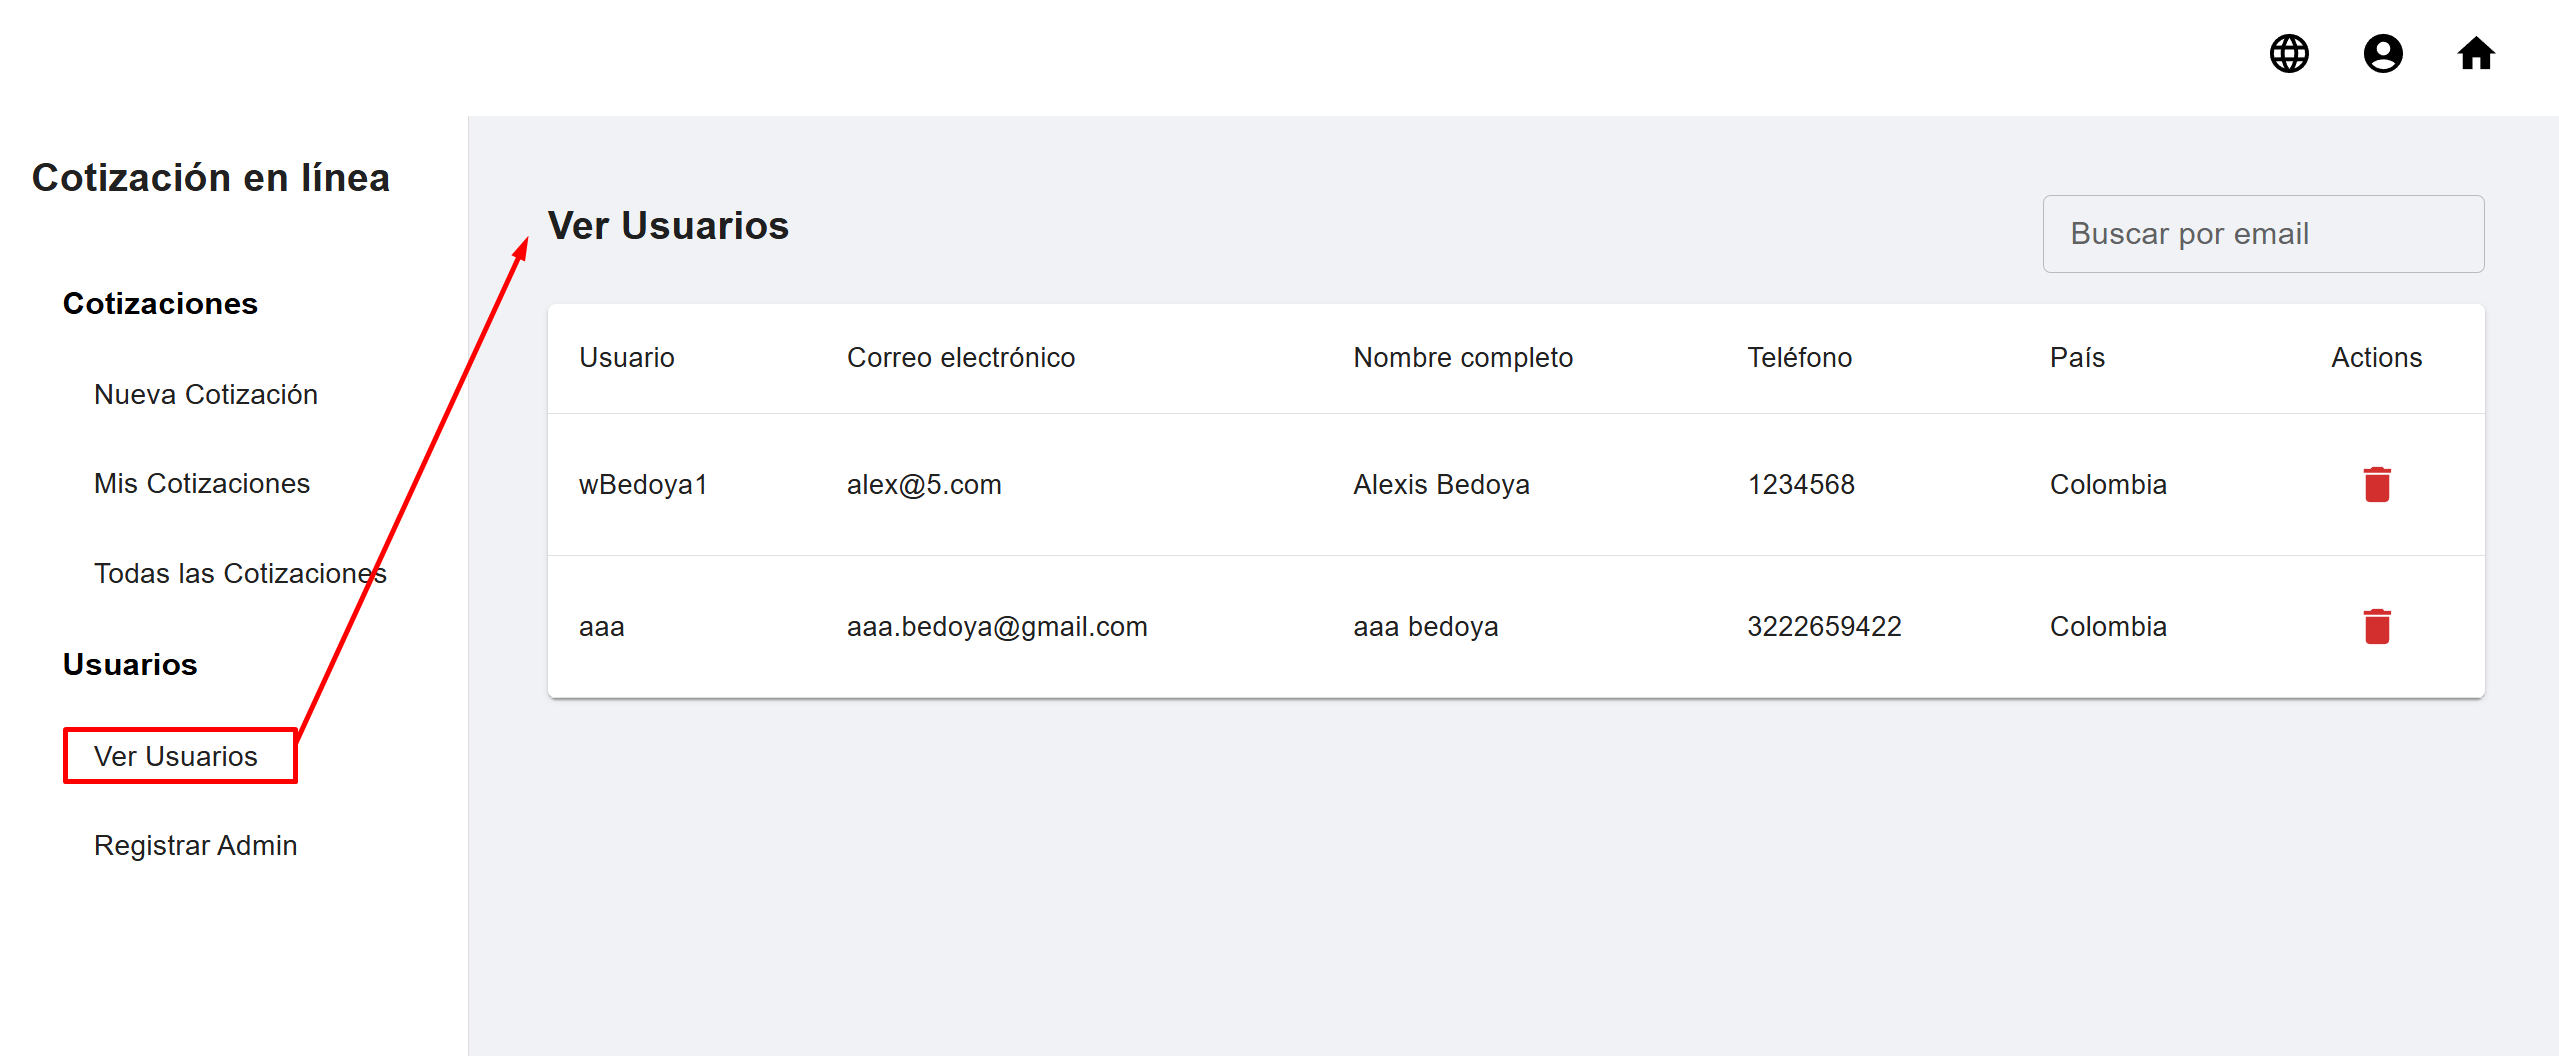 Cotización en línea
Cotizaciones
Nueva Cotización
Mis Cotizaciones
Todas las Cotizaciones
Usuarios
Ver Usuarios
Registrar Admin
Ver Usuarios
Buscar por email
Usuario Correo electrónico Nombre completo Teléfono País Actions
wBedoya1 alex@5.com Alexis Bedoya 1234568 Colombia
aaa aaa.bedoya@gmail.com aaa bedoya 3222659422 Colombia